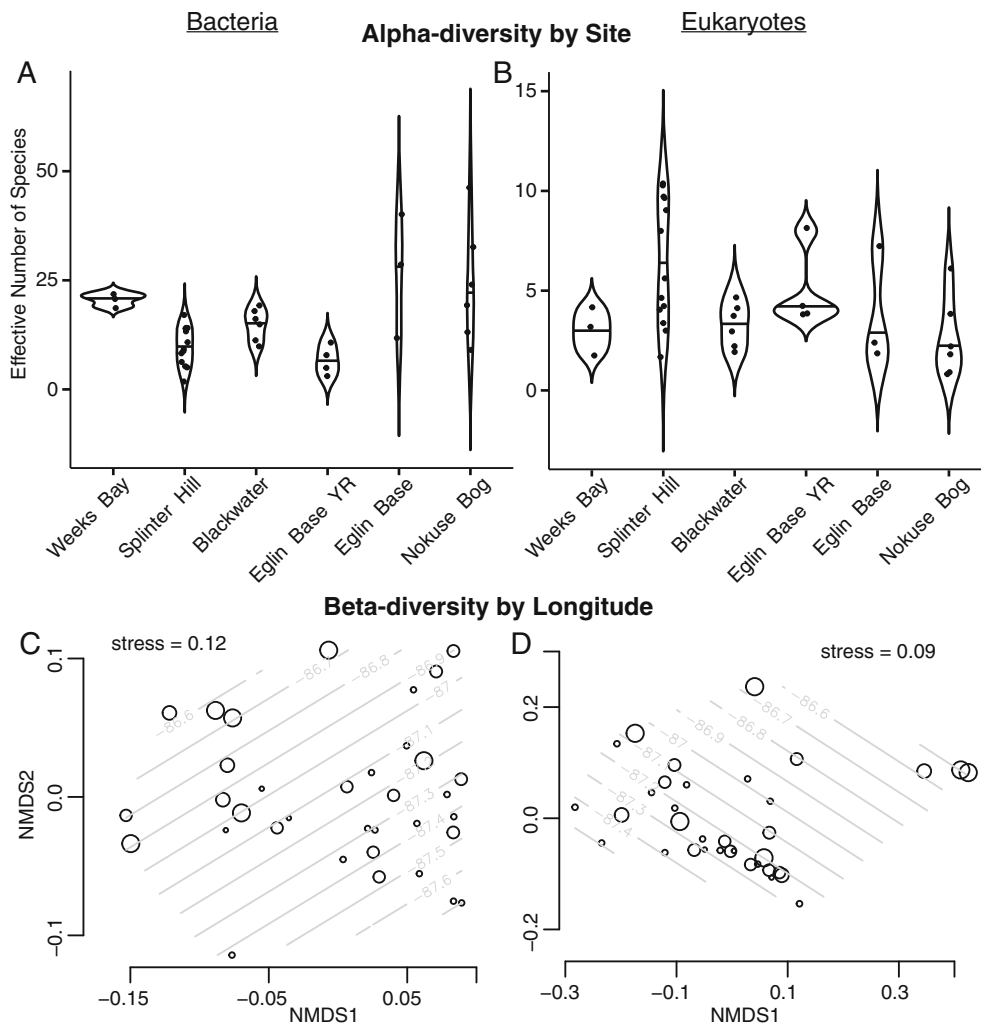 Bacteria
Alpha-diversity by Site
Eukaryotes
A
B
Effective Number of Species
50
25
0
15
10
5
0
Weeks Bay
Splinter Hill
Blackwater
Eglin Base YR
Eglin Base
Nokuse Bog
Weeks Bay
Splinter Hill
Blackwater
Eglin Base YR
Eglin Base
Nokuse Bog
Beta-diversity by Longitude
C
stress = 0.12
D
stress = 0.09
NMDS2
0.1
0.0
−0.1
−86.6
−86.8
−86.9
−87
−87.1
−87.3
−87.4
−87.5
−87.6
−0.15
−0.05
0.05
NMDS1
0.2
0.0
−0.2
−86.6
−86.7
−86.8
−86.9
−87
−87.3
−87.4
−0.3
−0.1
0.1
0.3
NMDS1